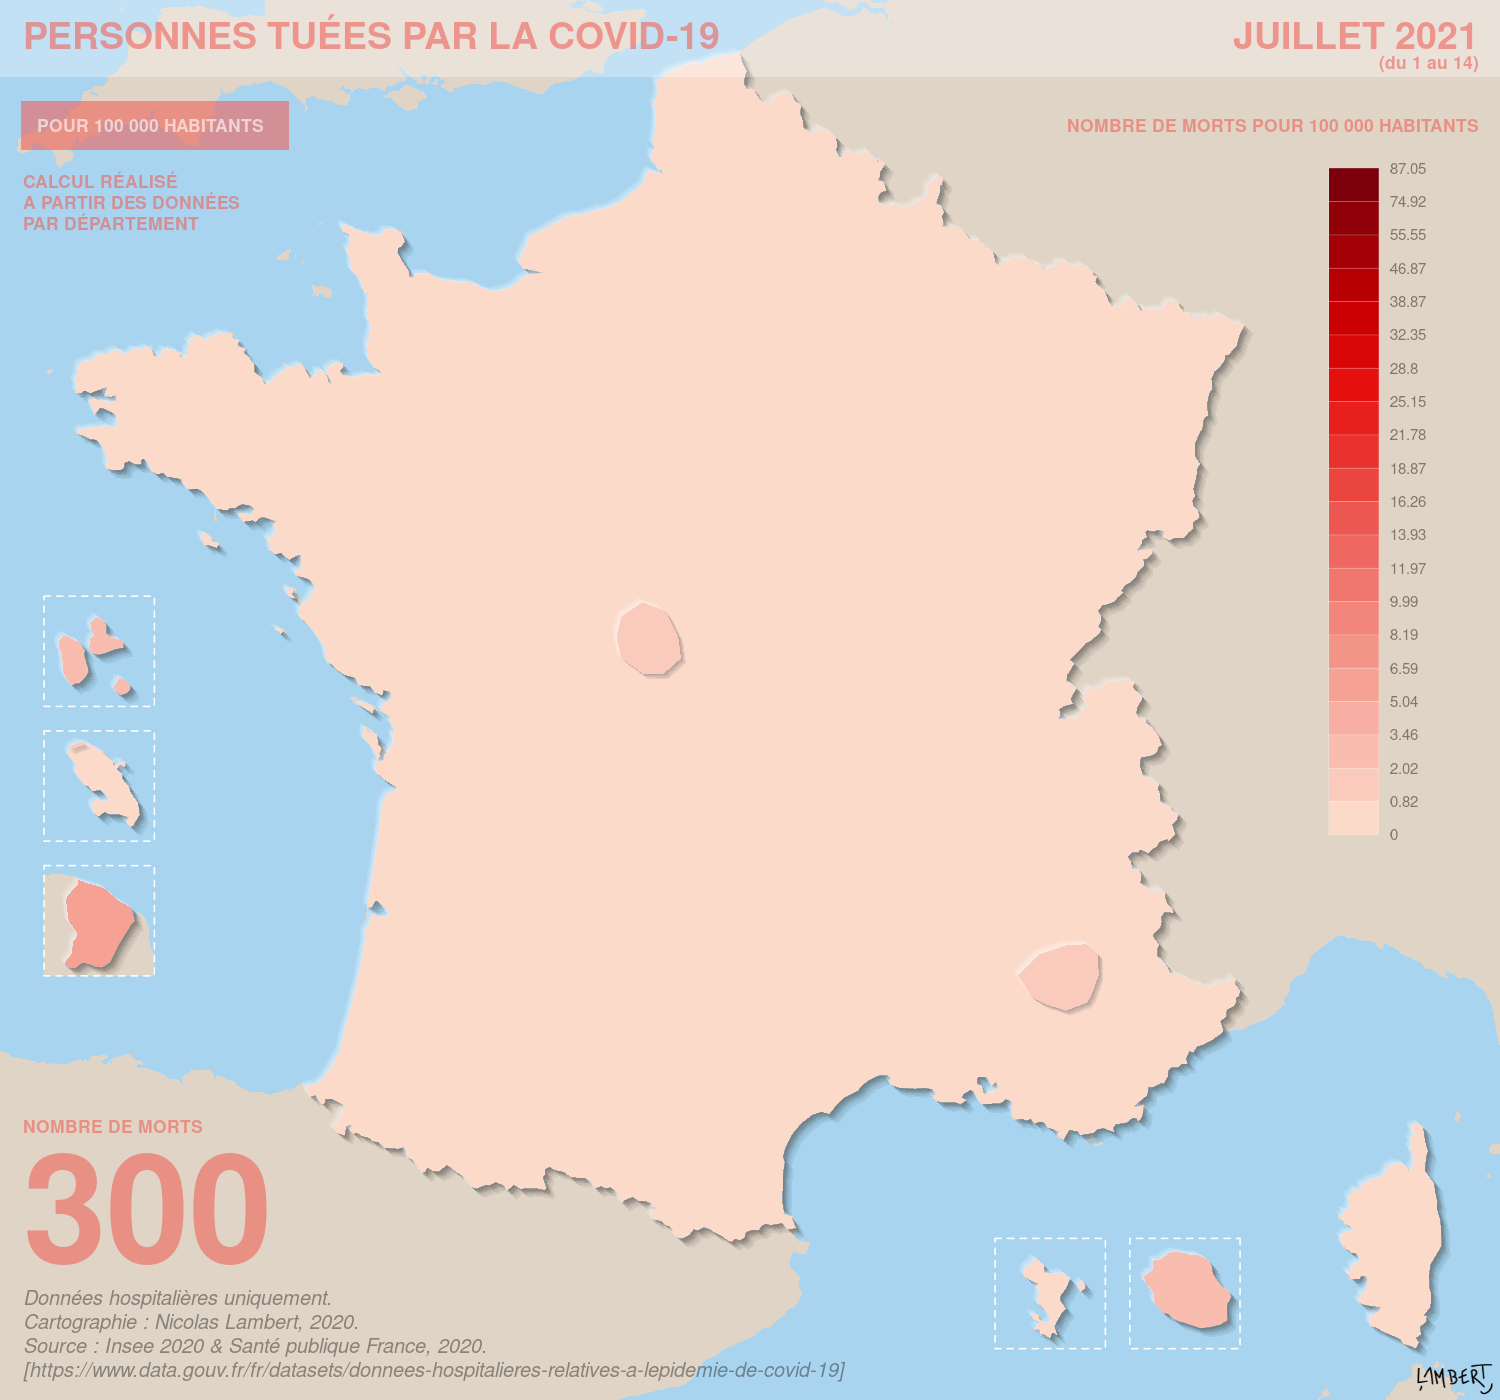 PERSONNES TUÉES PAR LA COVID-19
JUILLET 2021
(du 1 au 14)
POUR 100 000 HABITANTS
CALCUL RÉALISÉ
A PARTIR DES DONNÉES
PAR DÉPARTEMENT
NOMBRE DE MORTS POUR 100 000 HABITANTS
87.05
74.92
55.55
46.87
38.87
32.35
28.8
25.15
21.78
18.87
16.26
13.93
11.97
9.99
8.19
6.59
5.04
3.46
2.02
0.82
0
NOMBRE DE MORTS
300
Données hospitalières uniquement.
Cartographie : Nicolas Lambert, 2020.
Source : Insee 2020 & Santé publique France, 2020.
[https://www.data.gouv.fr/fr/datasets/donnees-hospitalieres-relatives-a-lepidemie-de-covid-19]
LAMBERT